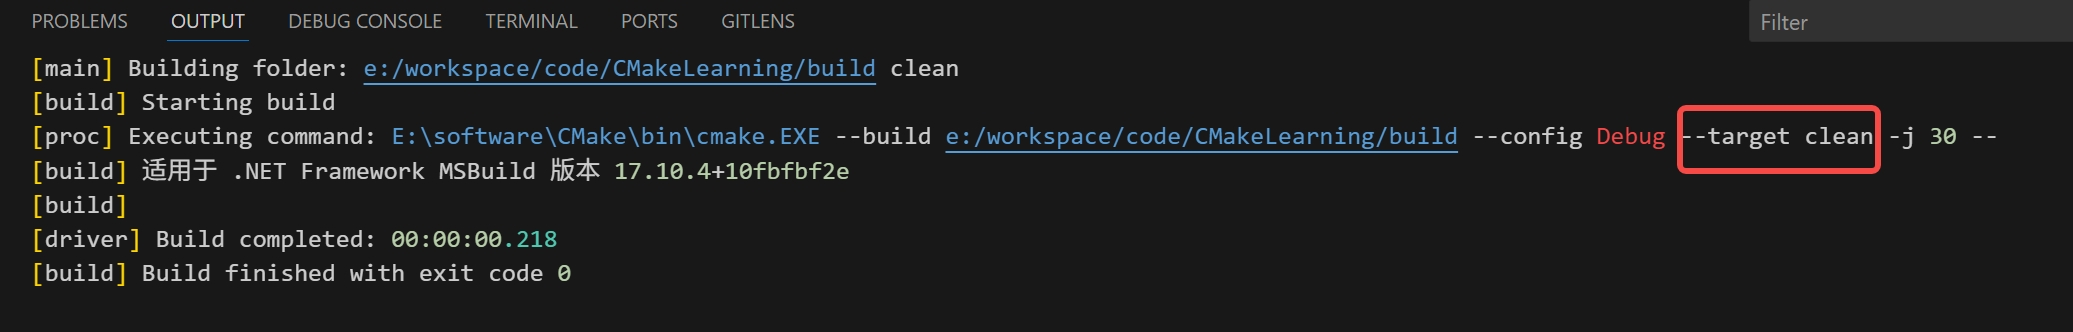 PROBLEMS OUTPUT DEBUG CONSOLE TERMINAL PORTS GITLENS Filter
[main] Building folder: e:/workspace/code/CMakeLearning/build clean
[build] Starting build
[proc] Executing command: E:\software\CMake\bin\cmake.EXE --build e:/workspace/code/CMakeLearning/build --config Debug --target clean -j 30 --
[build] 适用于 .NET Framework MSBuild 版本 17.10.4+10fbfbf2e
[build]
[driver] Build completed: 00:00:00.218
[build] Build finished with exit code 0